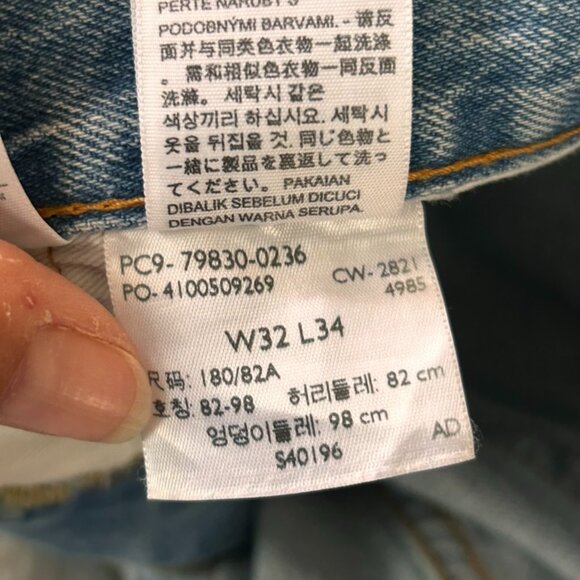 PERTE NARUBY S
PODOBNÝMI BARVAMI. - 请反
面并与同类色衣物一起洗涤
。需和相似色衣物一同反面
洗滌。세탁시 같은
색상끼리 하십시요. 세탁시
옷을 뒤집을 것. 同じ色物と
一緒に製品を裏返して洗っ
てください。PAKAIAN
DIBALIK SEBELUM DICUCI
DENGAN WARNA SERUPA.
PC9- 79830-0236
PO- 4100509269
CW- 2821
4985
W32 L34
尺码: 180/82A
호칭: 82-98
허리둘레: 82 cm
엉덩이둘레: 98 cm
S40196
AD